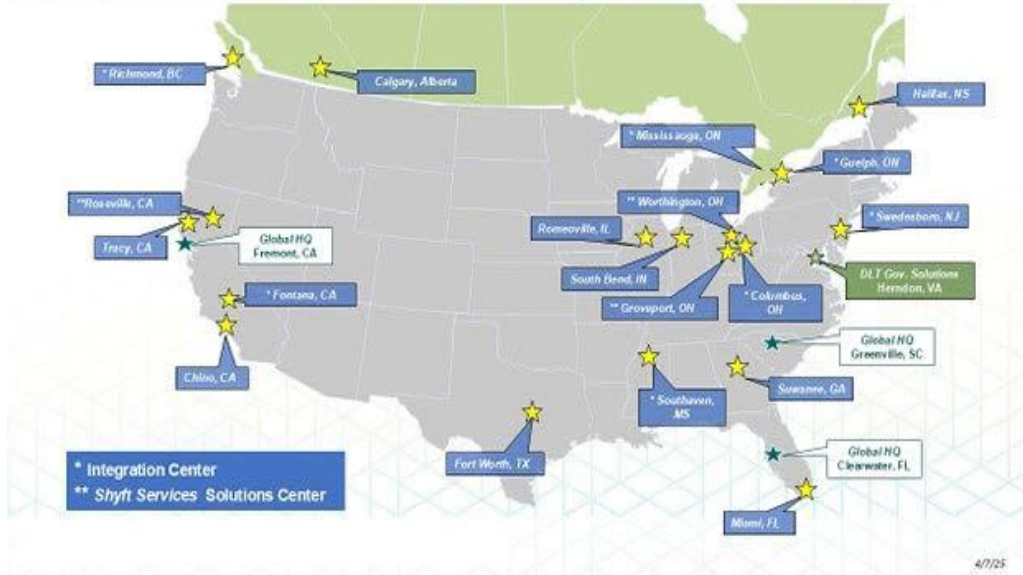 * Richmond, BC
Calgary, Alberta
Halifax, NS
* Mississauga, ON
* Guelph, ON
**Roseville, CA
** Worthington, OH
* Swedesboro, NJ
Romeoville, IL
Tracy, CA
Global HQ
Fremont, CA
South Bend, IN
DLT Gov. Solutions
Herndon, VA
* Fontana, CA
** Groveport, OH
* Columbus,
OH
Global HQ
Greenville, SC
Chino, CA
Suwanee, GA
* Southaven,
MS
Fort Worth, TX
Global HQ
Clearwater, FL
* Integration Center
** Shyft Services Solutions Center
Miami, FL
4/7/25